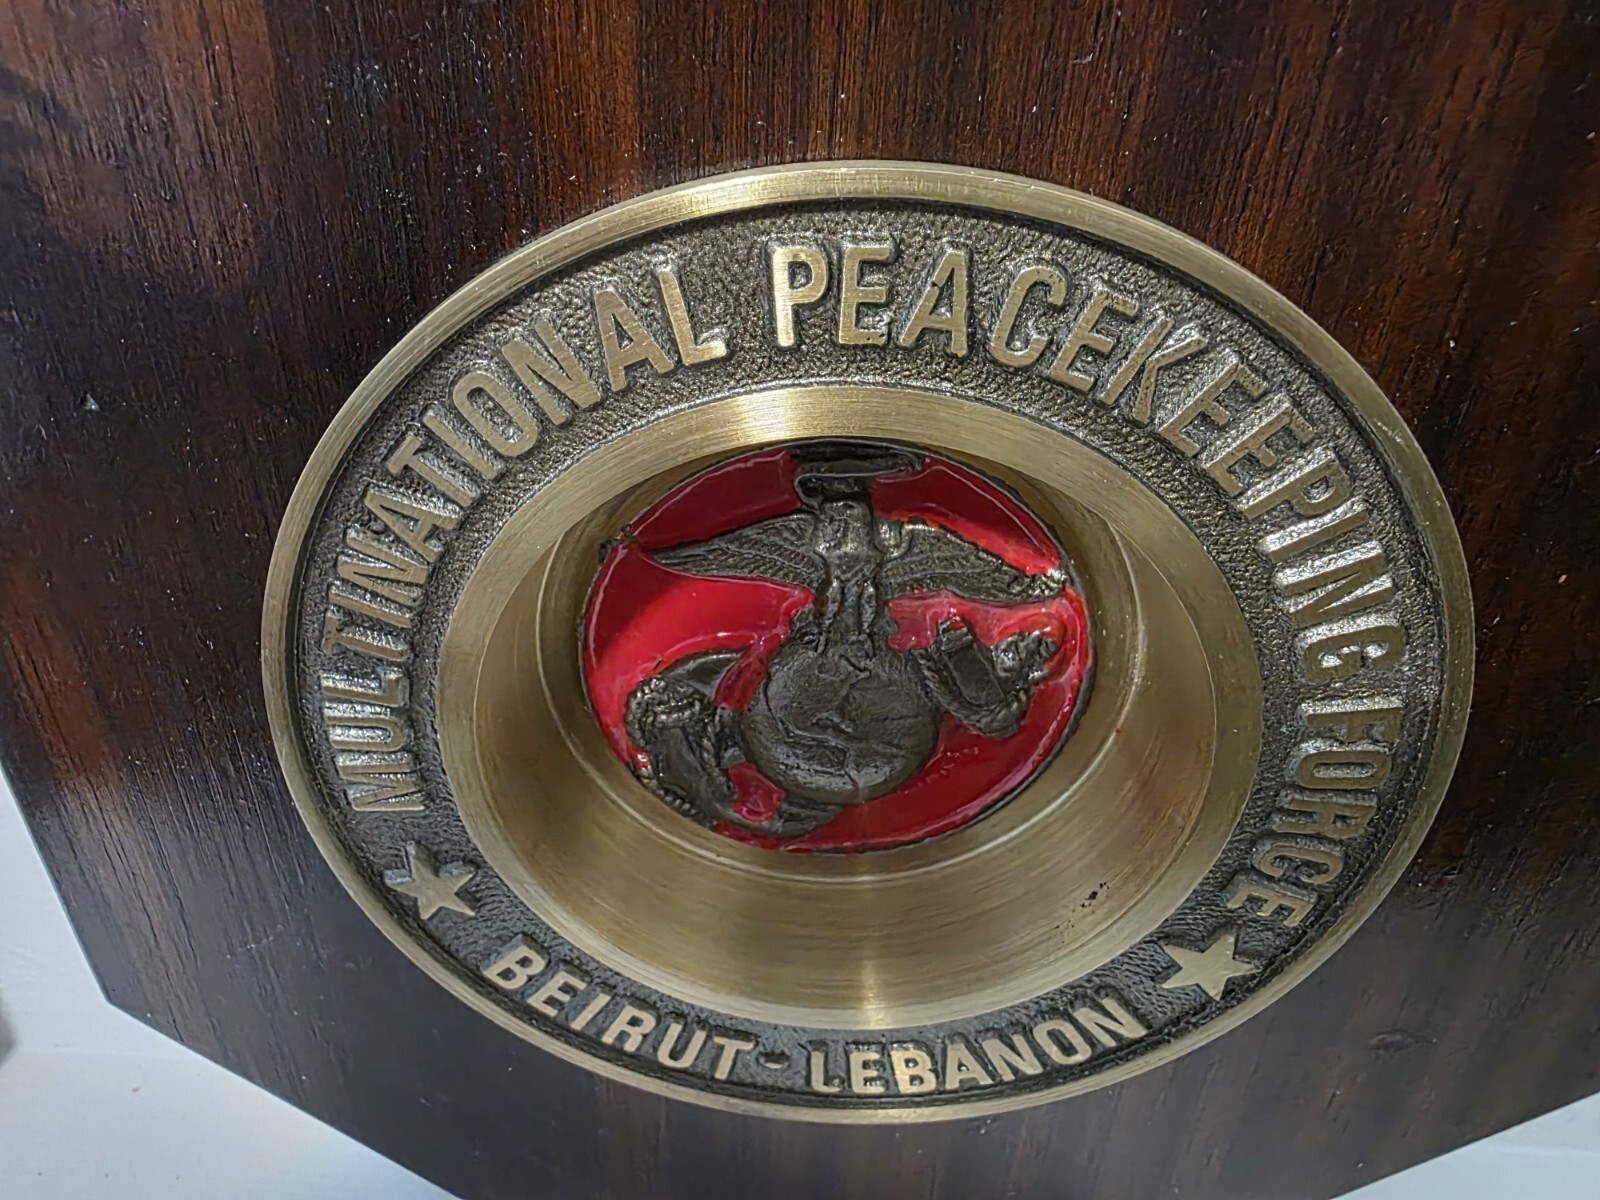 MULTINATIONAL PEACEKEEPING FORCE
BEIRUT - LEBANON